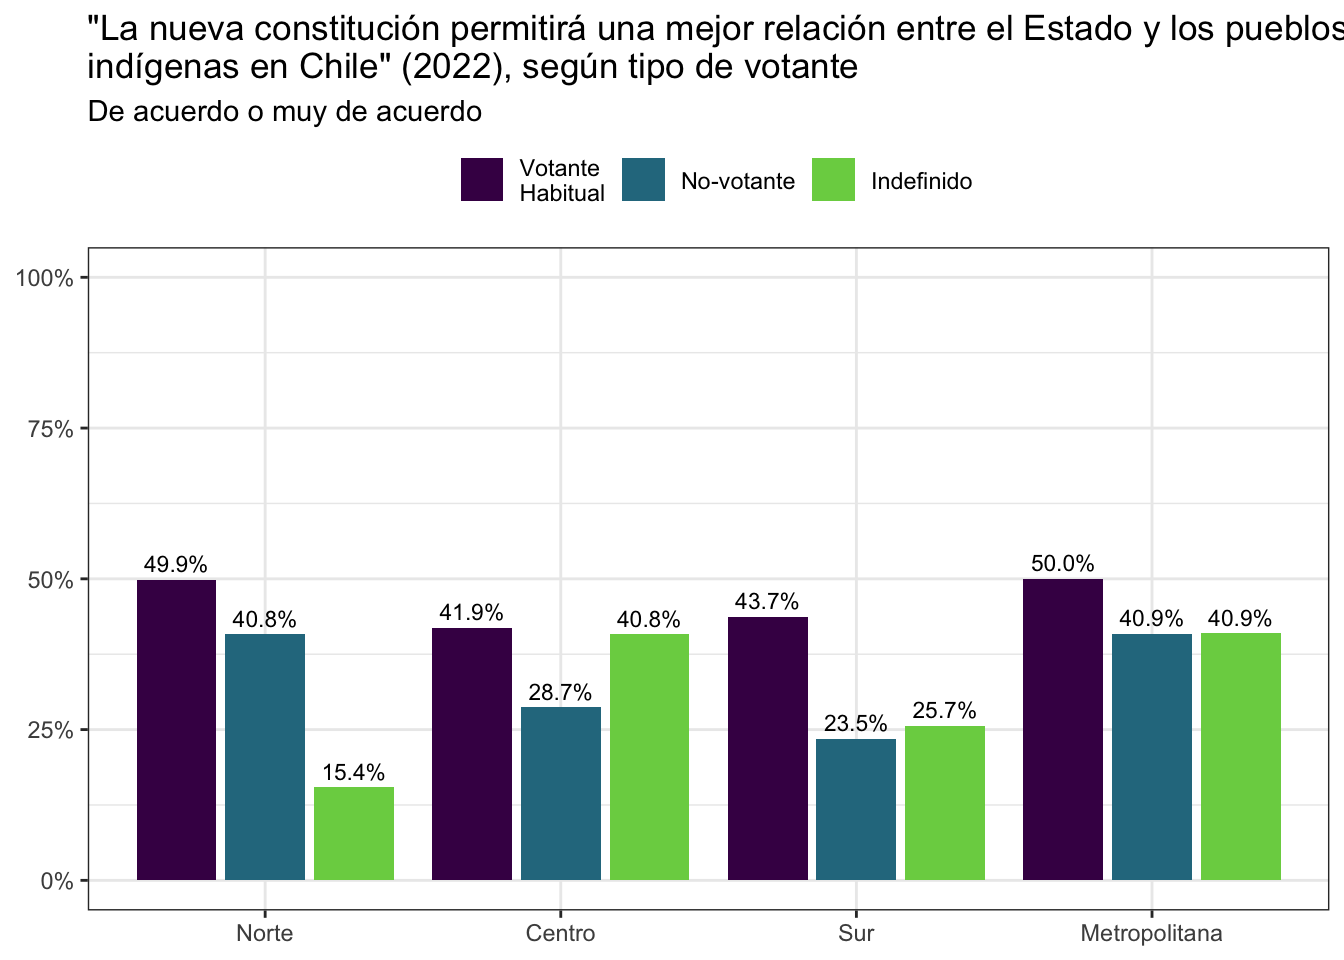 "La nueva constitución permitirá una mejor relación entre el Estado y los pueblos
indígenas en Chile" (2022), según tipo de votante
De acuerdo o muy de acuerdo
Votante
Habitual
No-votante
Indefinido
100%
75%
50%
25%
0%
49.9%
40.8%
15.4%
41.9%
28.7%
40.8%
43.7%
23.5%
25.7%
50.0%
40.9%
40.9%
Norte
Centro
Sur
Metropolitana